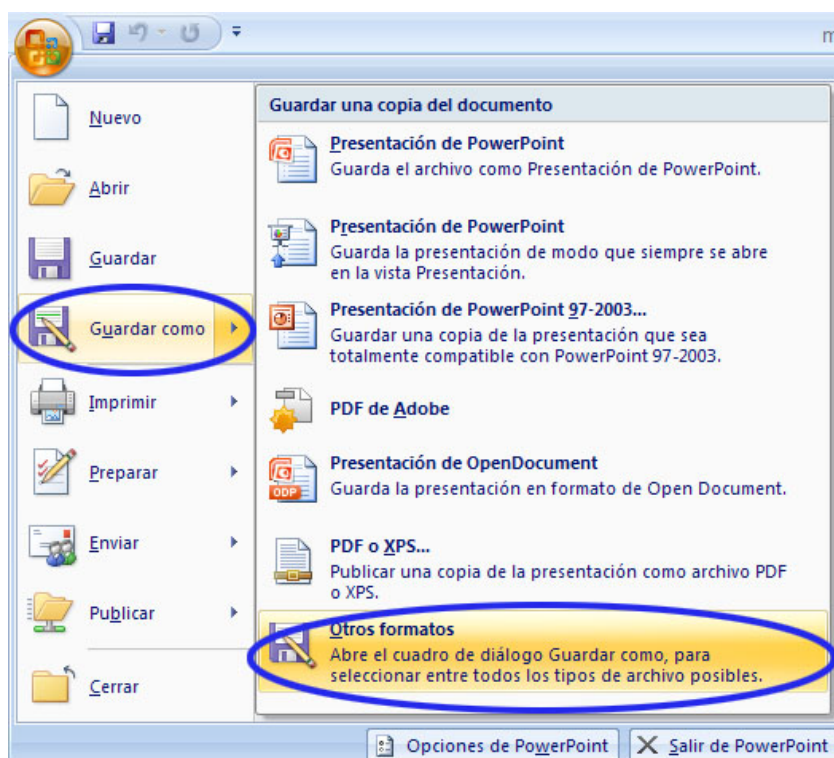 m
Nuevo
Abrir
Guardar
Guardar como
Imprimir
Preparar
Enviar
Publicar
Cerrar
Guardar una copia del documento
Presentación de PowerPoint
Guarda el archivo como Presentación de PowerPoint.
Presentación de PowerPoint
Guarda la presentación de modo que siempre se abre
en la vista Presentación.
Presentación de PowerPoint 97-2003...
Guardar una copia de la presentación que sea
totalmente compatible con PowerPoint 97-2003.
PDF de Adobe
Presentación de OpenDocument
ODP
Guarda la presentación en formato de Open Document.
PDF o XPS...
Publicar una copia de la presentación como archivo PDF
o XPS.
Otros formatos
Abre el cuadro de diálogo Guardar como, para
seleccionar entre todos los tipos de archivo posibles.
Opciones de PowerPoint
Salir de PowerPoint